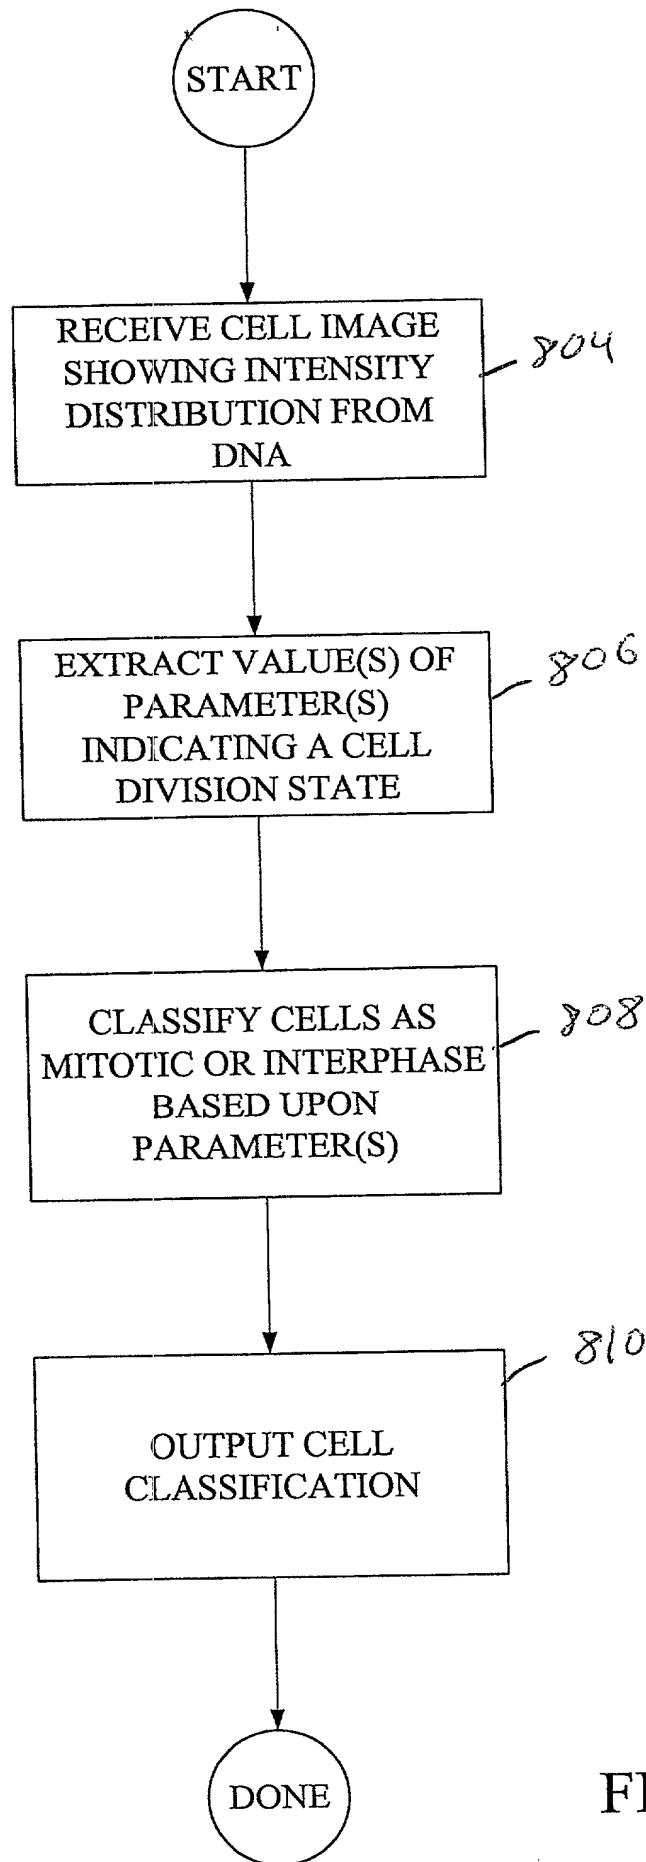 START
RECEIVE CELL IMAGE
SHOWING INTENSITY
DISTRIBUTION FROM
DNA
804
EXTRACT VALUE(S) OF
PARAMETER(S)
INDICATING A CELL
DIVISION STATE
806
CLASSIFY CELLS AS
MITOTIC OR INTERPHASE
BASED UPON
PARAMETER(S)
808
OUTPUT CELL
CLASSIFICATION
810
DONE